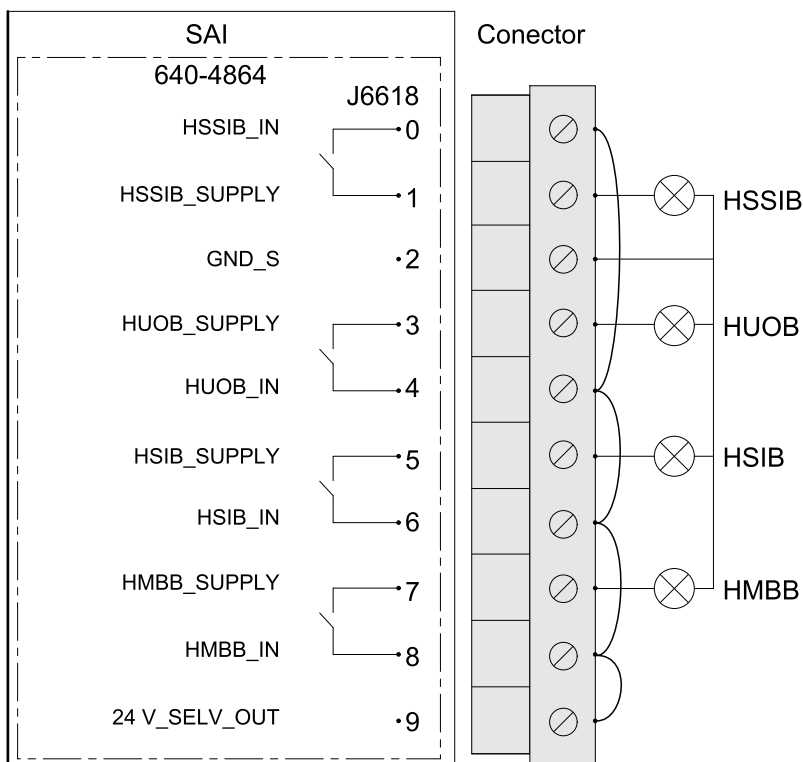 SAI
Conector
640-4864
J6618
HSSIB_IN
0
HSSIB_SUPPLY
1
HSSIB
GND_S
2
HUOB_SUPPLY
3
HUOB
HUOB_IN
4
HSIB_SUPPLY
5
HSIB
HSIB_IN
6
HMBB_SUPPLY
7
HMBB
HMBB_IN
8
24 V_SELV_OUT
9